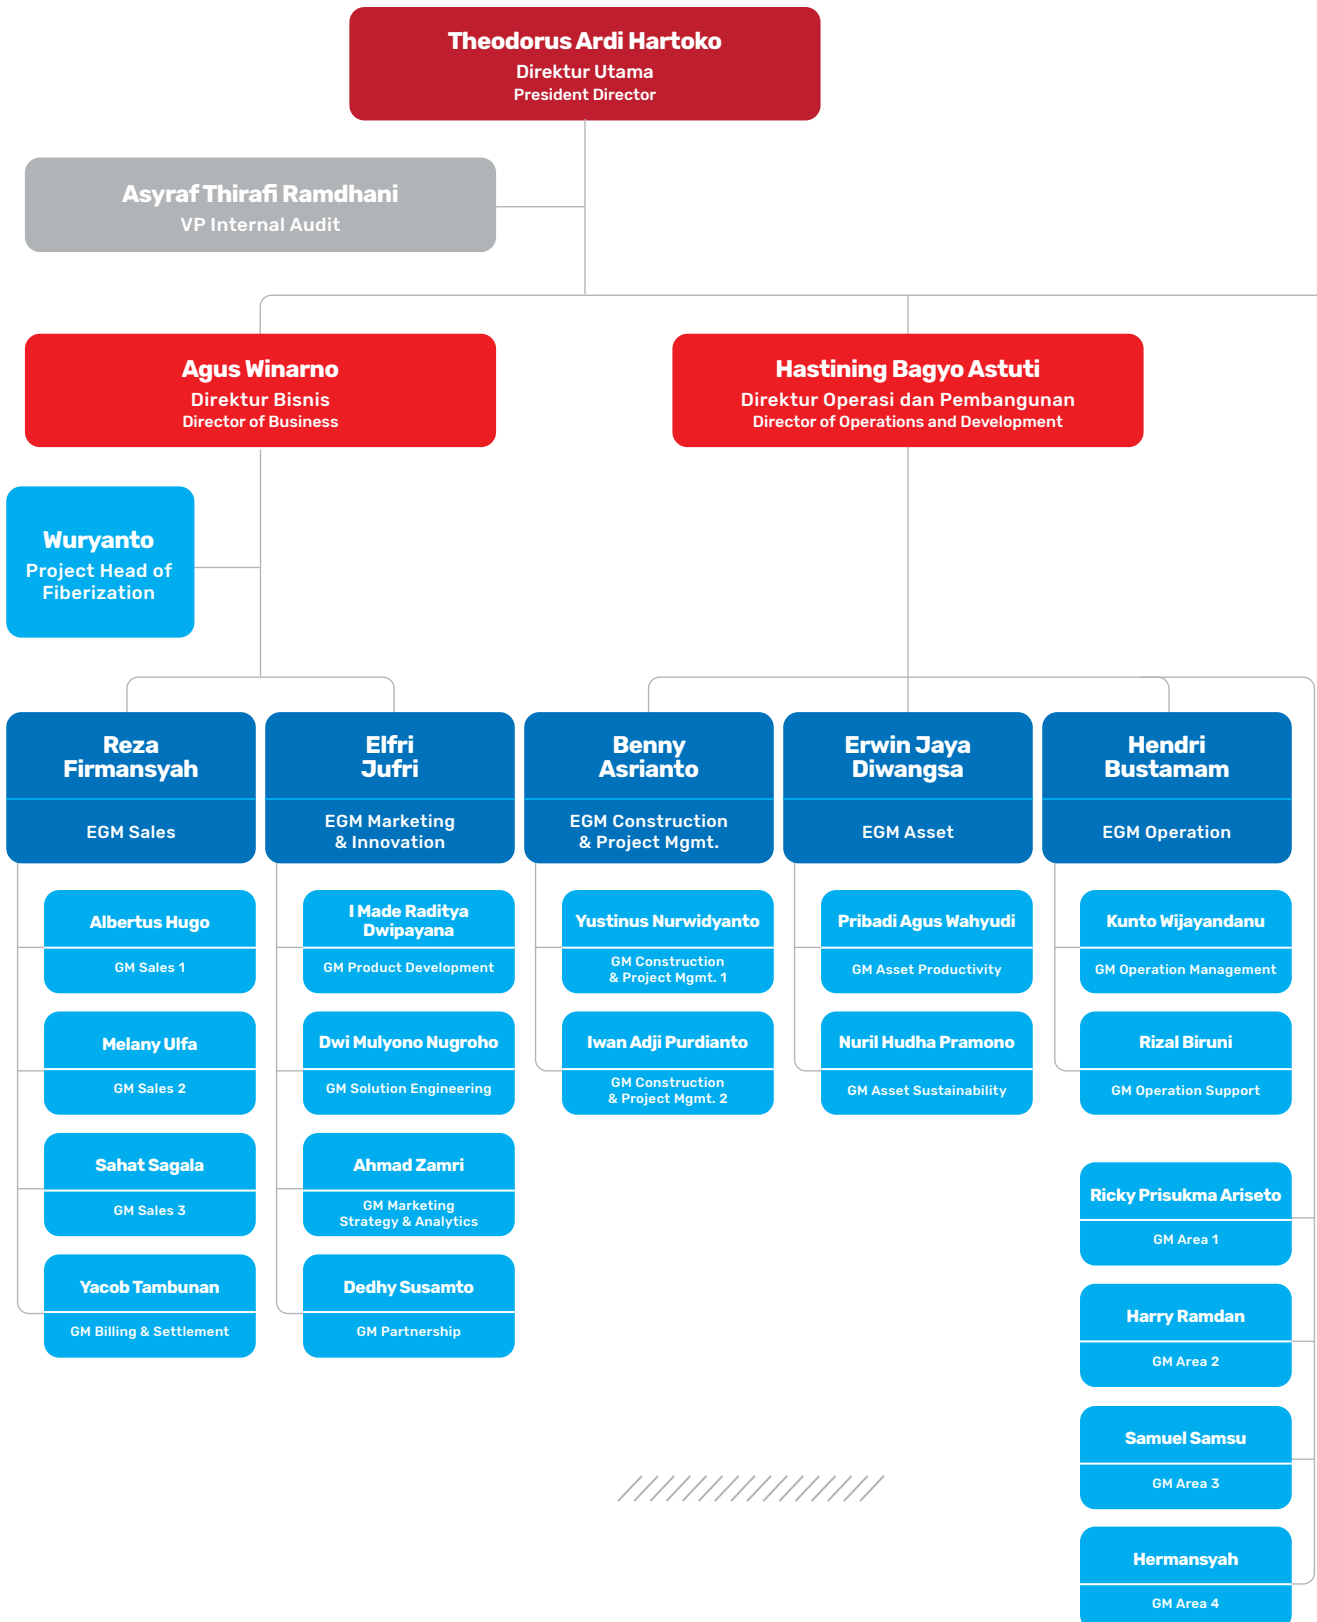 Theodorus Ardi Hartoko
Direktur Utama
President Director
Asyraf Thirafi Ramdhani
VP Internal Audit
Agus Winarno
Direktur Bisnis
Director of Business
Hastining Bagyo Astuti
Direktur Operasi dan Pembangunan
Director of Operations and Development
Wuryanto
Project Head of
Fiberization
Reza
Firmansyah
EGM Sales
Albertus Hugo
GM Sales 1
Melany Ulfa
GM Sales 2
Sahat Sagala
GM Sales 3
Yacob Tambunan
GM Billing & Settlement
Elfri
Jufri
EGM Marketing
& Innovation
I Made Raditya
Dwipayana
GM Product Development
Dwi Mulyono Nugroho
GM Solution Engineering
Ahmad Zamri
GM Marketing
Strategy & Analytics
Dedhy Susamto
GM Partnership
Benny
Asrianto
EGM Construction
& Project Mgmt.
Yustinus Nurwidyanto
GM Construction
& Project Mgmt. 1
Iwan Adji Purdianto
GM Construction
& Project Mgmt. 2
Erwin Jaya
Diwangsa
EGM Asset
Pribadi Agus Wahyudi
GM Asset Productivity
Nuril Hudha Pramono
GM Asset Sustainability
Hendri
Bustamam
EGM Operation
Kunto Wijayandanu
GM Operation Management
Rizal Biruni
GM Operation Support
Ricky Prisukma Ariseto
GM Area 1
Harry Ramdan
GM Area 2
Samuel Samsu
GM Area 3
Hermansyah
GM Area 4